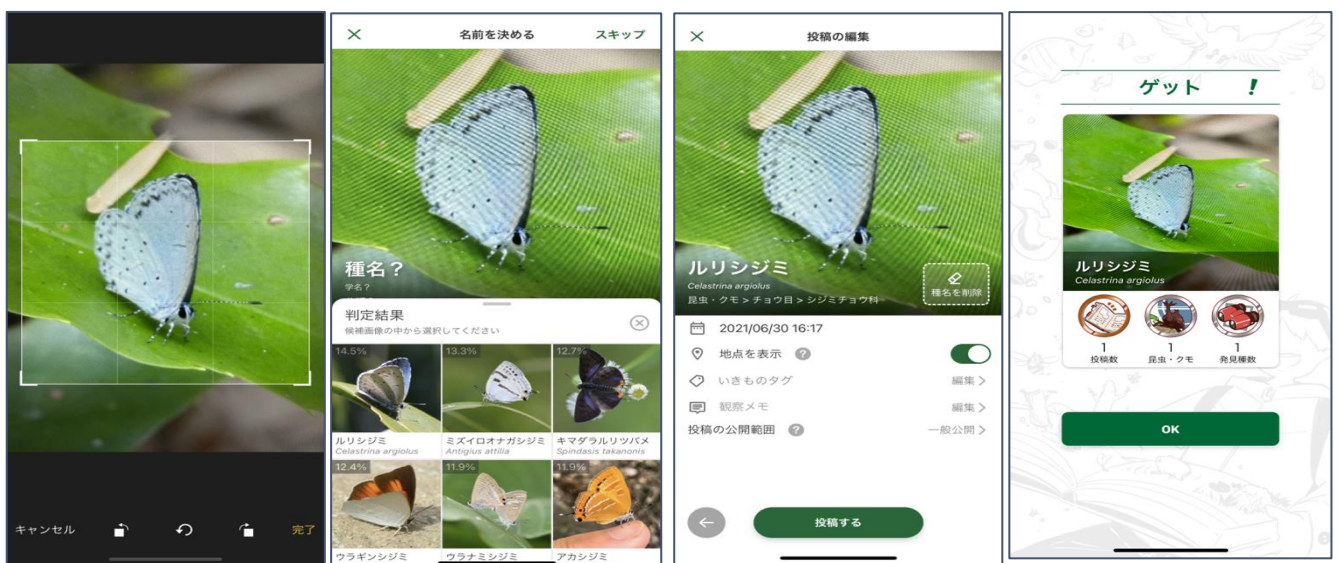 キャンセル
完了
名前を決める
スキップ
種名?
学名?
判定結果
候補画像の中から選択してください
14.5%
13.3%
12.7%
ルリシジミ
ミズイロオナガシジミ
キマダラルリツバメ
Celastrina argiolus
Antigius attilia
Spindasis takanonis
12.4%
11.9%
11.9%
ウラギンシジミ
ウラナミシジミ
アカシジミ
投稿の編集
ルリシジミ
Celastrina argiolus
昆虫・クモ > チョウ目 > シジミチョウ科
種名を削除
2021/06/30 16:17
地点を表示 ?
いきものタグ
編集 >
観察メモ
編集 >
投稿の公開範囲 ?
一般公開 >
投稿する
ゲット !
ルリシジミ
Celastrina argiolus
1
1
1
投稿数
昆虫・クモ
発見種数
OK